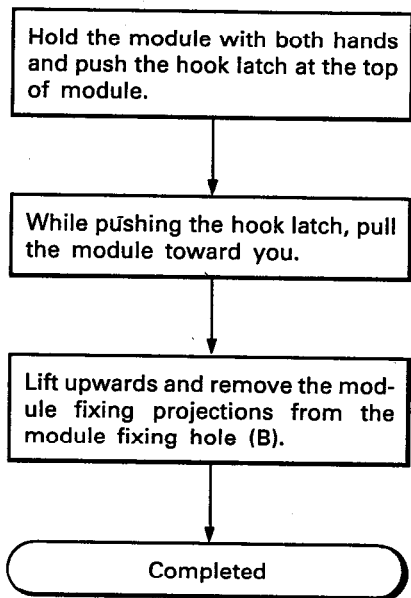 Hold the module with both hands
and push the hook latch at the top
of module.
While pushing the hook latch, pull
the module toward you.
Lift upwards and remove the mod-
ule fixing projections from the
module fixing hole (B).
Completed